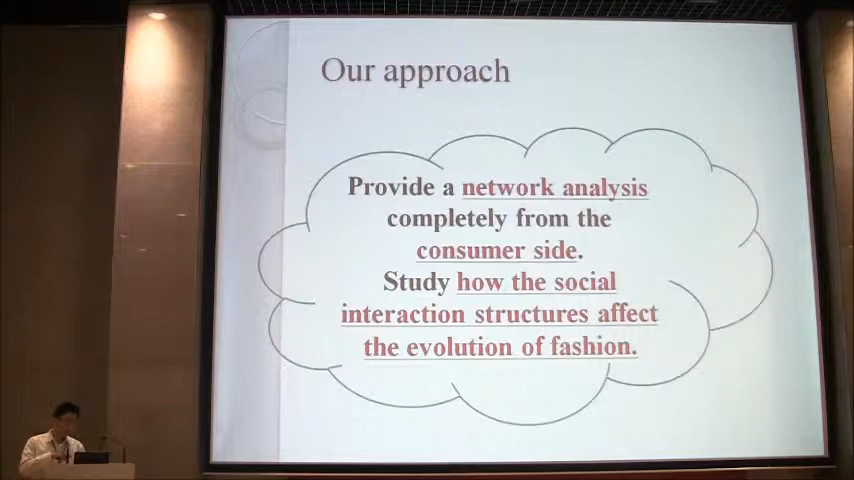 Our approach
Provide a network analysis
completely from the
consumer side.
Study how the social
interaction structures affect
the evolution of fashion.